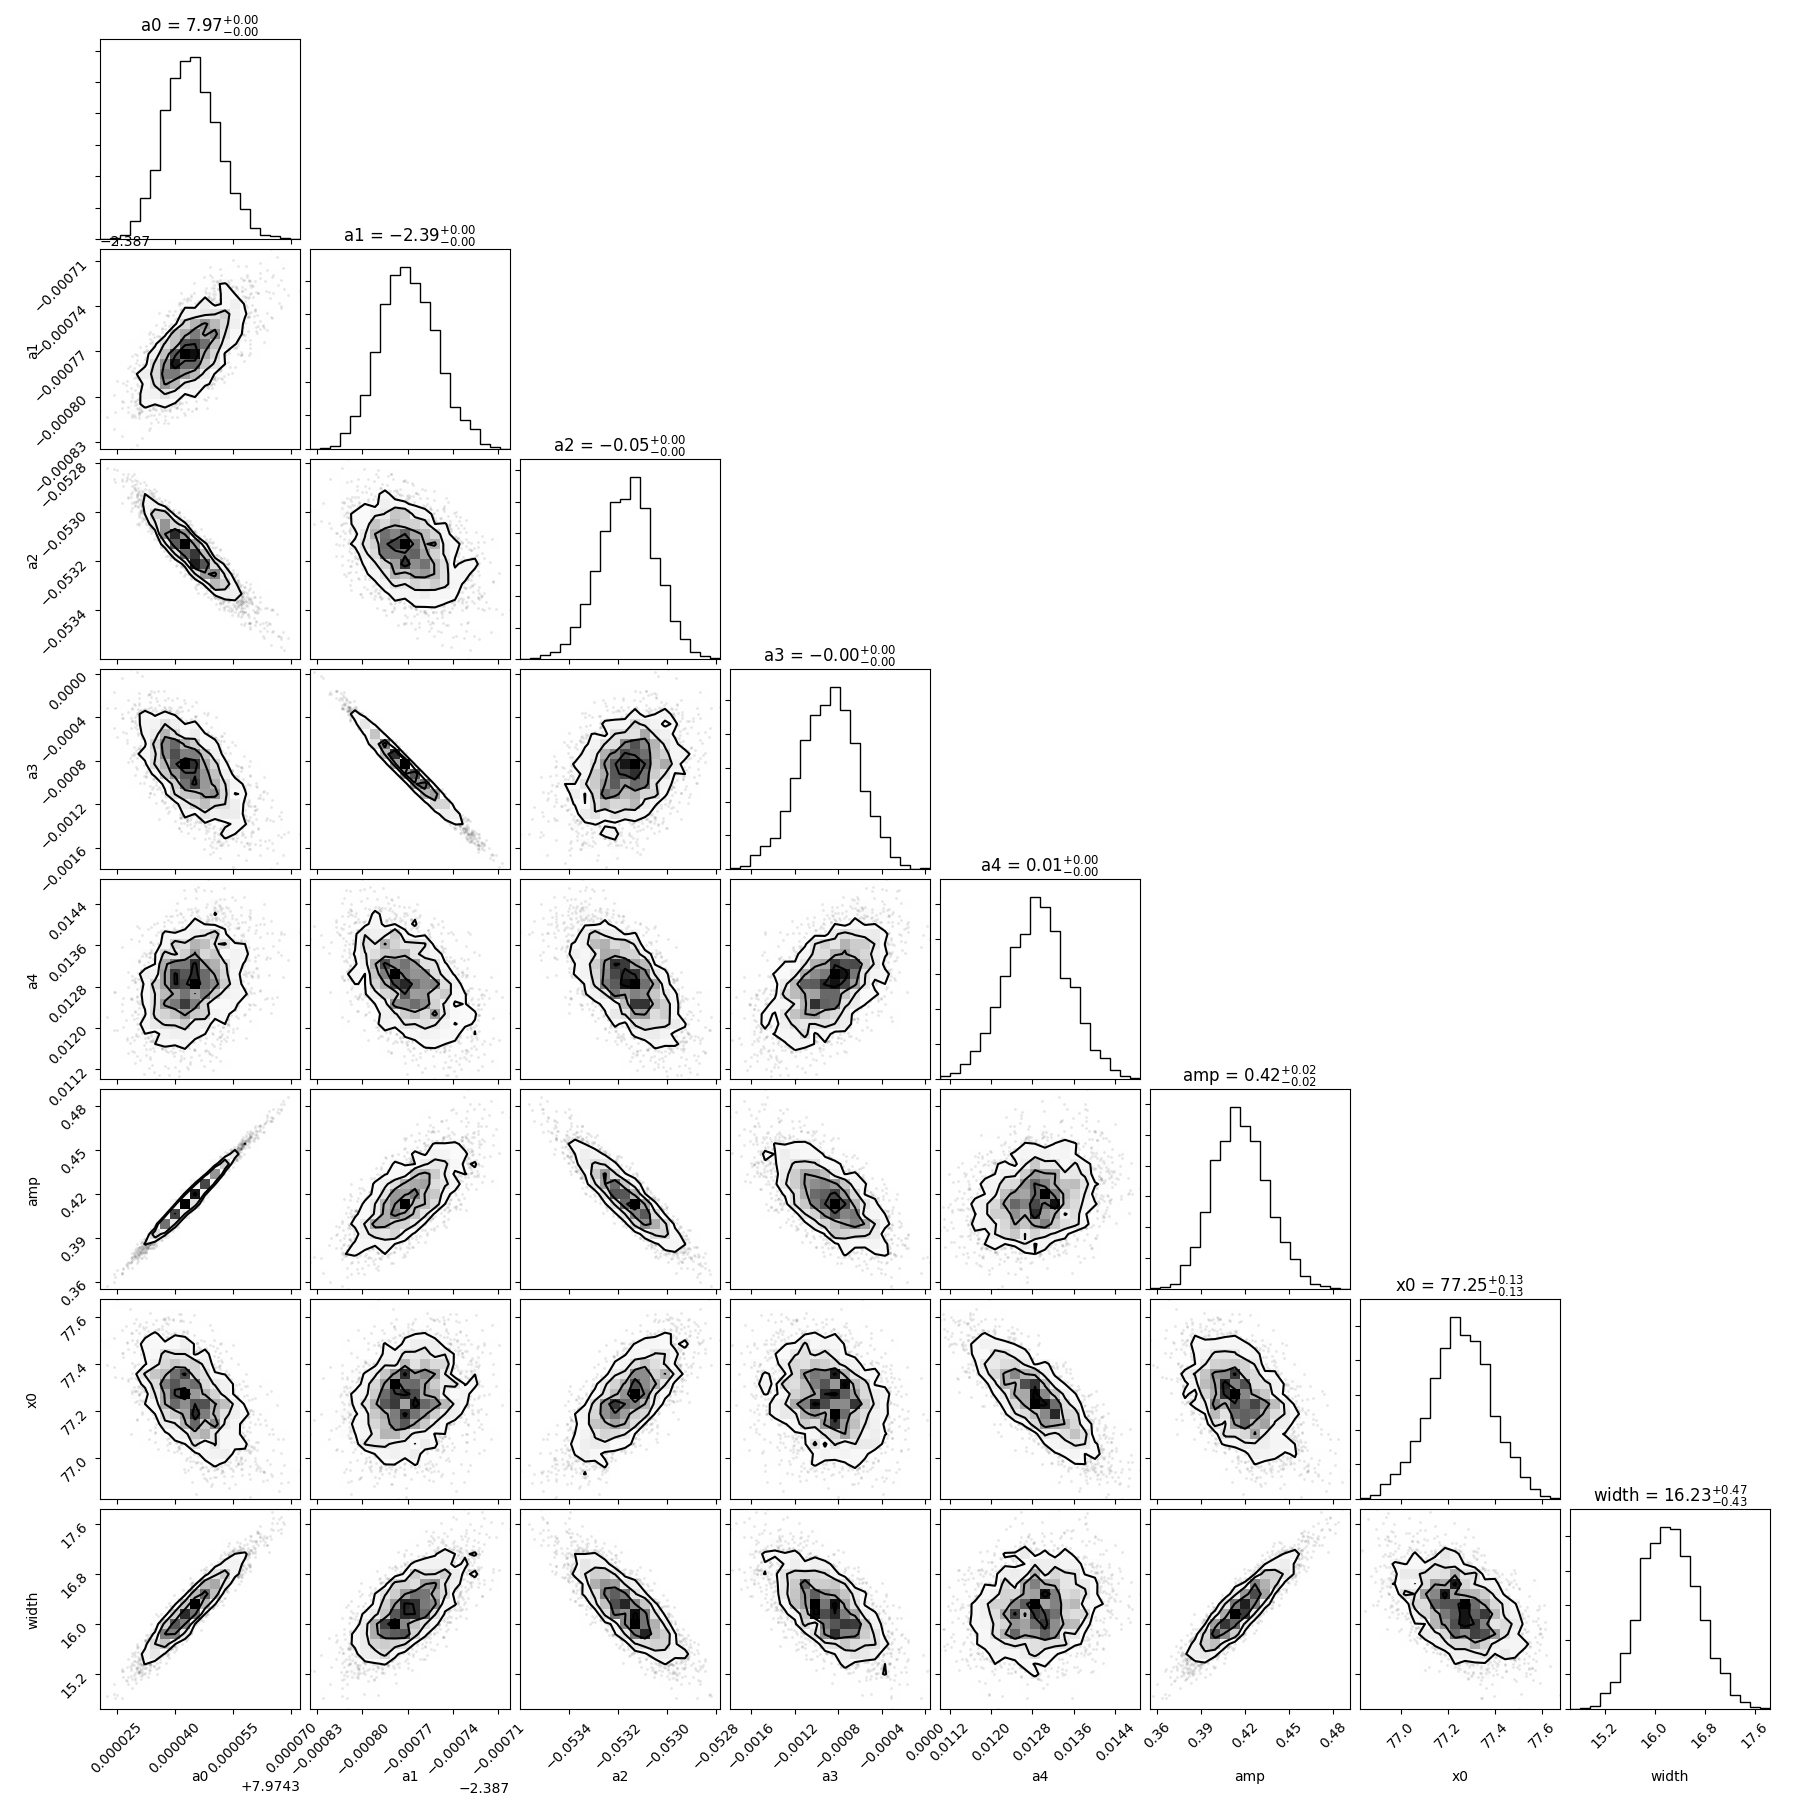 a0 = 7.97+0.00−0.00
−2.387
a1 = −2.39+0.00−0.00
−0.00071
−0.00074
−0.00077
−0.00080
−0.00083
a1
a2 = −0.05+0.00−0.00
−0.0528
−0.0530
−0.0532
−0.0534
a2
a3 = −0.00+0.00−0.00
0.0000
−0.0004
−0.0008
−0.0012
−0.0016
a3
a4 = 0.01+0.00−0.00
0.0144
0.0136
0.0128
0.0120
0.0112
a4
amp = 0.42+0.02−0.02
0.48
0.45
0.42
0.39
0.36
amp
x0 = 77.25+0.13−0.13
77.6
77.4
77.2
77.0
x0
width = 16.23+0.47−0.43
17.6
16.8
16.0
15.2
width
0.000025 0.000040 0.000055 0.000070
−0.00083 −0.00080 −0.00077 −0.00074 −0.00071
−0.0534 −0.0532 −0.0530 −0.0528
−0.0016 −0.0012 −0.0008 −0.0004 0.0000
0.0112 0.0120 0.0128 0.0136 0.0144
0.36 0.39 0.42 0.45 0.48
77.0 77.2 77.4 77.6
15.2 16.0 16.8 17.6
a0 a1 a2 a3 a4 amp x0 width
+7.9743 −2.387